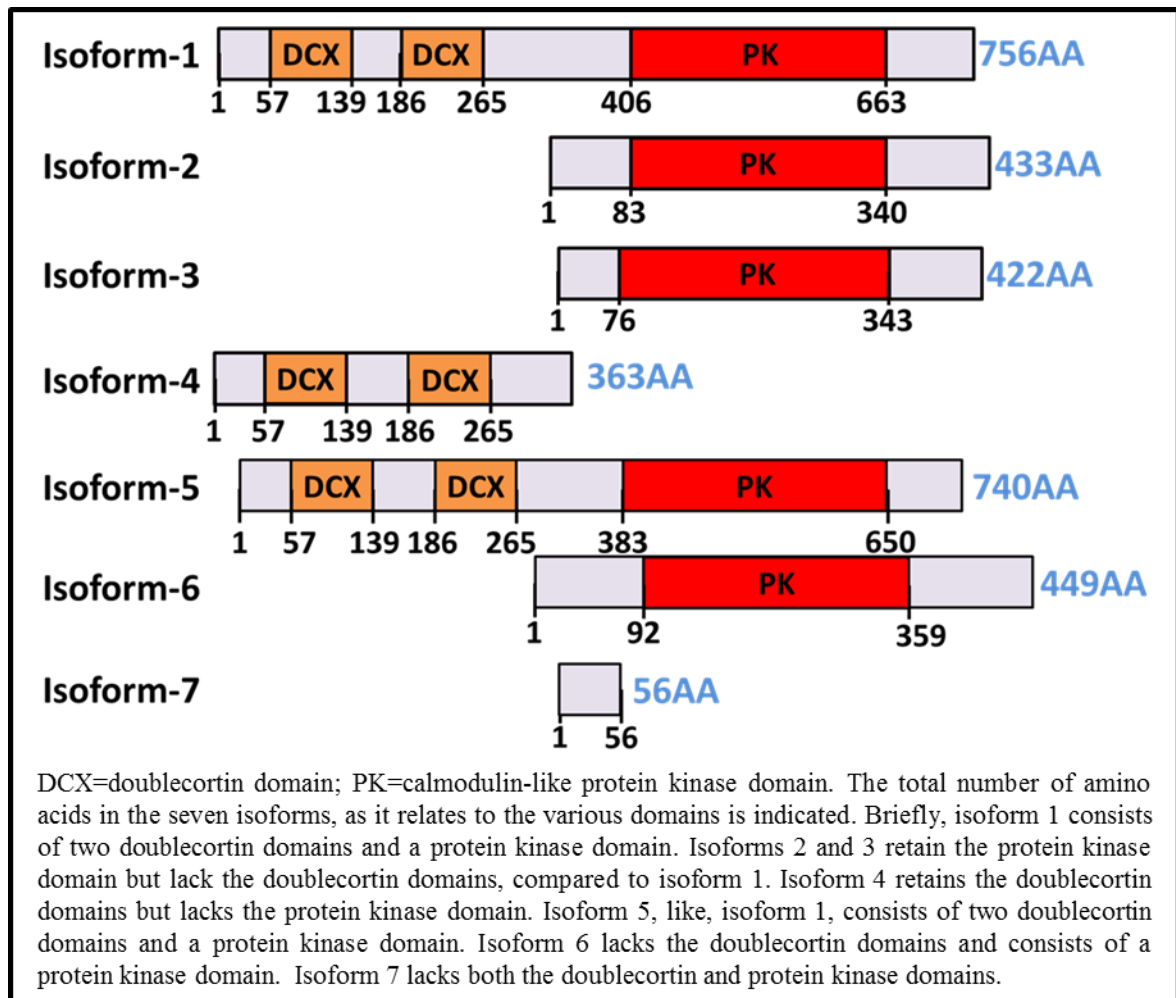 Isoform-1 DCX DCX PK 756AA
1 57 139 186 265 406 663
Isoform-2 PK 433AA
1 83 340
Isoform-3 PK 422AA
1 76 343
Isoform-4 DCX DCX 363AA
1 57 139 186 265
Isoform-5 DCX DCX PK 740AA
1 57 139 186 265 383 650
Isoform-6 PK 449AA
1 92 359
Isoform-7 56AA
1 56
DCX=doublecortin domain; PK=calmodulin-like protein kinase domain. The total number of amino
acids in the seven isoforms, as it relates to the various domains is indicated. Briefly, isoform 1 consists
of two doublecortin domains and a protein kinase domain. Isoforms 2 and 3 retain the protein kinase
domain but lack the doublecortin domains, compared to isoform 1. Isoform 4 retains the doublecortin
domains but lacks the protein kinase domain. Isoform 5, like, isoform 1, consists of two doublecortin
domains and a protein kinase domain. Isoform 6 lacks the doublecortin domains and consists of a
protein kinase domain. Isoform 7 lacks both the doublecortin and protein kinase domains.